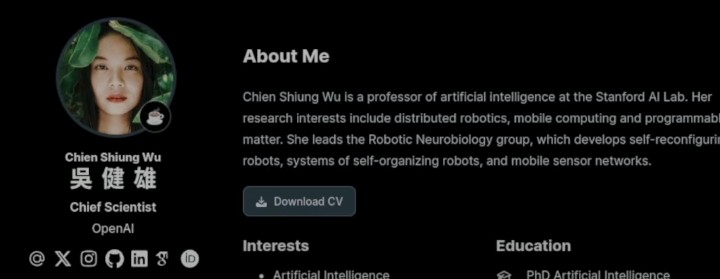 Chien Shiung Wu
吳健雄
Chief Scientist
OpenAI
About Me
Chien Shiung Wu is a professor of artificial intelligence at the Stanford AI Lab. Her
research interests include distributed robotics, mobile computing and programmabl
matter. She leads the Robotic Neurobiology group, which develops self-reconfigurin
robots, systems of self-organizing robots, and mobile sensor networks.
Download CV
Interests
Artificial Intelligence
Education
PhD Artificial Intelligence